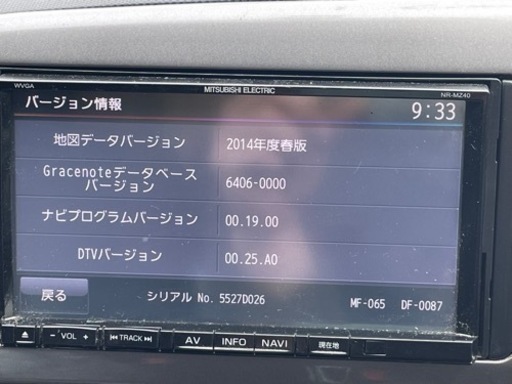 WVGA
MITSUBISHI ELECTRIC
NR-MZ40
バージョン情報
9:33
地図データバージョン
2014年度春版
Gracenoteデータベース
バージョン
6406-0000
ナビプログラムバージョン
00.19.00
DTVバージョン
00.25.A0
戻る
シリアル No. 5527D026
MF-065 DF-0087
− VOL +
TRACK
AV
INFO
NAVI
現在地